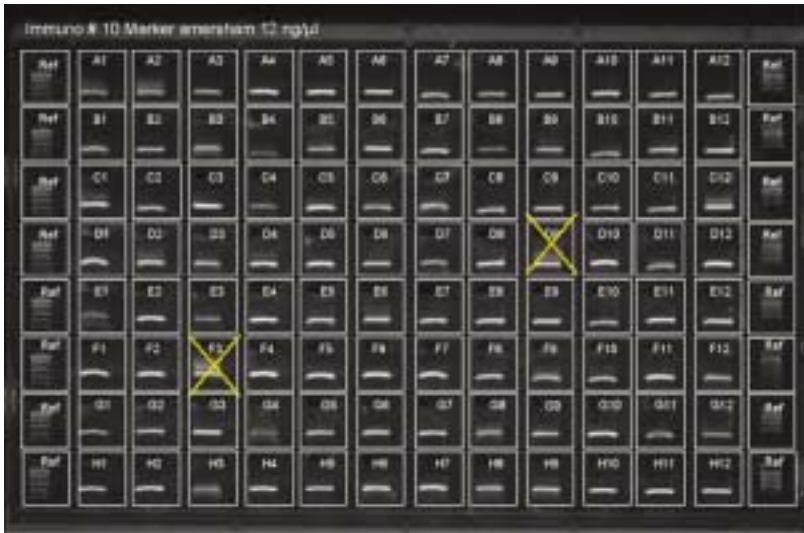 Immuno # 10 Marker amersham 12 ng/µl
Ref A1 A2 A3 A4 A5 A6 A7 A8 A9 A10 A11 A12 Ref
Ref B1 B2 B3 B4 B5 B6 B7 B8 B9 B10 B11 B12 Ref
Ref C1 C2 C3 C4 C5 C6 C7 C8 C9 C10 C11 C12 Ref
Ref D1 D2 D3 D4 D5 D6 D7 D8 D9 D10 D11 D12 Ref
Ref E1 E2 E3 E4 E5 E6 E7 E8 E9 E10 E11 E12 Ref
Ref F1 F2 F3 F4 F5 F6 F7 F8 F9 F10 F11 F12 Ref
Ref G1 G2 G3 G4 G5 G6 G7 G8 G9 G10 G11 G12 Ref
Ref H1 H2 H3 H4 H5 H6 H7 H8 H9 H10 H11 H12 Ref